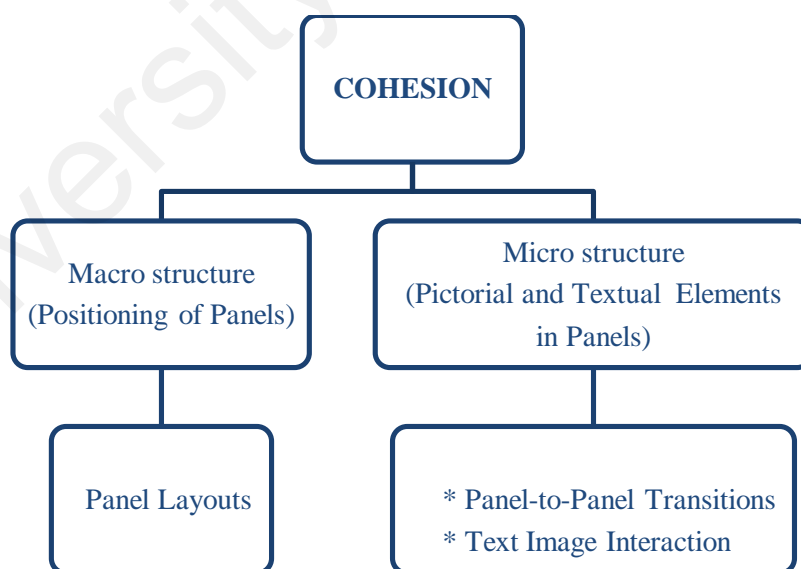 COHESION
Macro structure
(Positioning of Panels)
Micro structure
(Pictorial and Textual Elements
in Panels)
Panel Layouts
* Panel-to-Panel Transitions
* Text Image Interaction